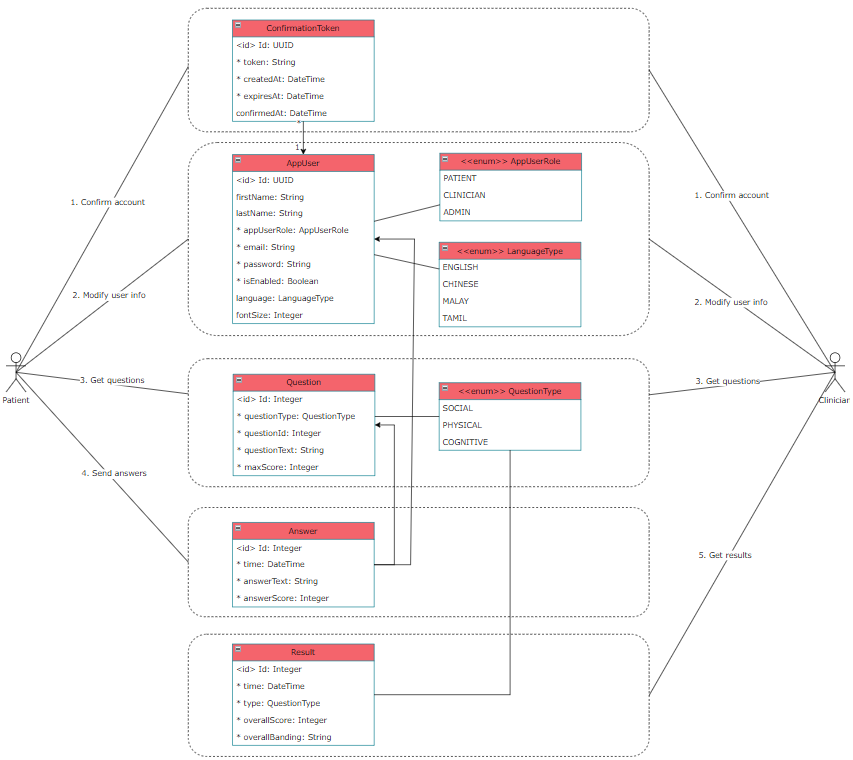 ConfirmationToken
<id> Id: UUID
* token: String
* createdAt: DateTime
* expiresAt: DateTime
confirmedAt: DateTime
1
AppUser
<id> Id: UUID
firstName: String
lastName: String
* appUserRole: AppUserRole
* email: String
* password: String
* isEnabled: Boolean
language: LanguageType
fontSize: Integer
<<enum>> AppUserRole
PATIENT
CLINICIAN
ADMIN
<<enum>> LanguageType
ENGLISH
CHINESE
MALAY
TAMIL
1. Confirm account
1. Confirm account
2. Modify user info
2. Modify user info
Patient
Clinician
3. Get questions
3. Get questions
Question
<id> Id: Integer
* questionType: QuestionType
* questionId: Integer
* questionText: String
* maxScore: Integer
<<enum>> QuestionType
SOCIAL
PHYSICAL
COGNITIVE
4. Send answers
Answer
<id> Id: Integer
* time: DateTime
* answerText: String
* answerScore: Integer
5. Get results
Result
<id> Id: Integer
* time: DateTime
* type: QuestionType
* overallScore: Integer
* overallBanding: String